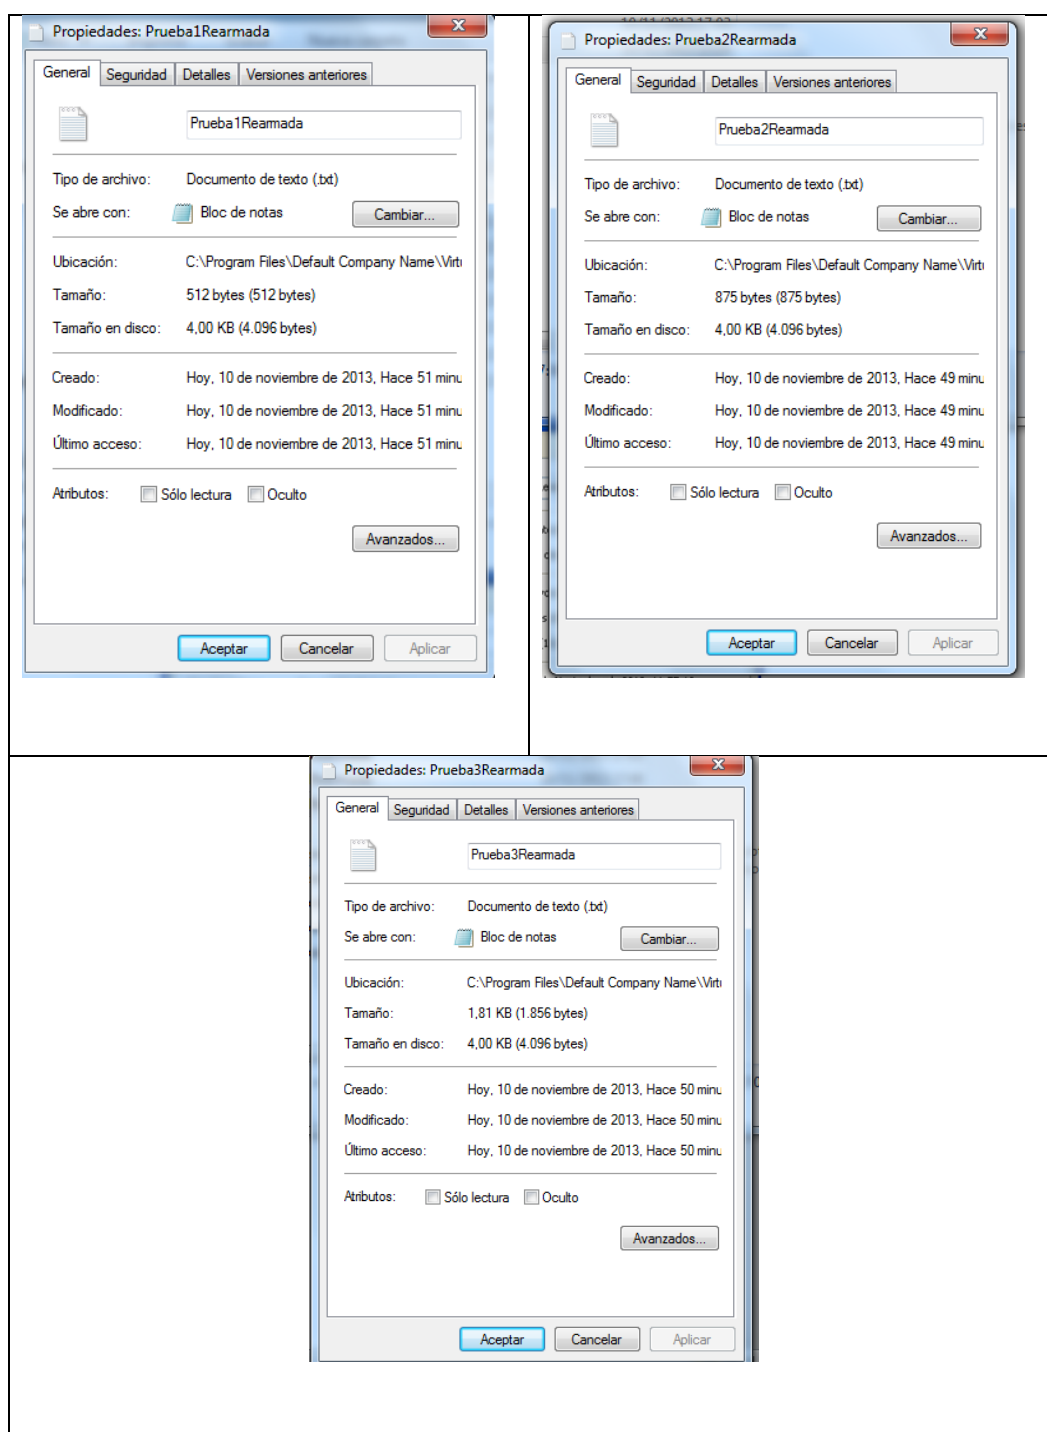 Propiedades: Prueba1Rearmada
General Seguridad Detalles Versiones anteriores
Prueba1Rearmada
Tipo de archivo: Documento de texto (.txt)
Se abre con: Bloc de notas Cambiar...
Ubicación: C:\Program Files\Default Company Name\Virtu
Tamaño: 512 bytes (512 bytes)
Tamaño en disco: 4,00 KB (4.096 bytes)
Creado: Hoy, 10 de noviembre de 2013, Hace 51 minu
Modificado: Hoy, 10 de noviembre de 2013, Hace 51 minu
Último acceso: Hoy, 10 de noviembre de 2013, Hace 51 minu
Atributos: Sólo lectura Oculto
Avanzados...
Aceptar Cancelar Aplicar
Propiedades: Prueba2Rearmada
General Seguridad Detalles Versiones anteriores
Prueba2Rearmada
Tipo de archivo: Documento de texto (.txt)
Se abre con: Bloc de notas Cambiar...
Ubicación: C:\Program Files\Default Company Name\Virtu
Tamaño: 875 bytes (875 bytes)
Tamaño en disco: 4,00 KB (4.096 bytes)
Creado: Hoy, 10 de noviembre de 2013, Hace 49 minu
Modificado: Hoy, 10 de noviembre de 2013, Hace 49 minu
Último acceso: Hoy, 10 de noviembre de 2013, Hace 49 minu
Atributos: Sólo lectura Oculto
Avanzados...
Aceptar Cancelar Aplicar
Propiedades: Prueba3Rearmada
General Seguridad Detalles Versiones anteriores
Prueba3Rearmada
Tipo de archivo: Documento de texto (.txt)
Se abre con: Bloc de notas Cambiar...
Ubicación: C:\Program Files\Default Company Name\Virtu
Tamaño: 1,81 KB (1.856 bytes)
Tamaño en disco: 4,00 KB (4.096 bytes)
Creado: Hoy, 10 de noviembre de 2013, Hace 50 minu
Modificado: Hoy, 10 de noviembre de 2013, Hace 50 minu
Último acceso: Hoy, 10 de noviembre de 2013, Hace 50 minu
Atributos: Sólo lectura Oculto
Avanzados...
Aceptar Cancelar Aplicar